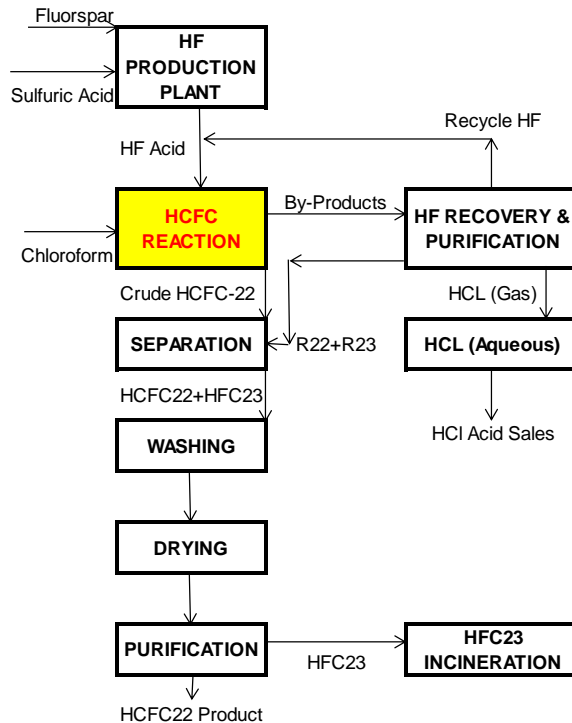 Fluorspar
HF
PRODUCTION
PLANT
Sulfuric Acid
Recycle HF
HF Acid
HCFC
REACTION
By-Products
HF RECOVERY &
PURIFICATION
Chloroform
Crude HCFC-22
HCL (Gas)
SEPARATION
R22+R23
HCL (Aqueous)
HCFC22+HFC23
HCl Acid Sales
WASHING
DRYING
PURIFICATION
HFC23
HFC23
INCINERATION
HCFC22 Product